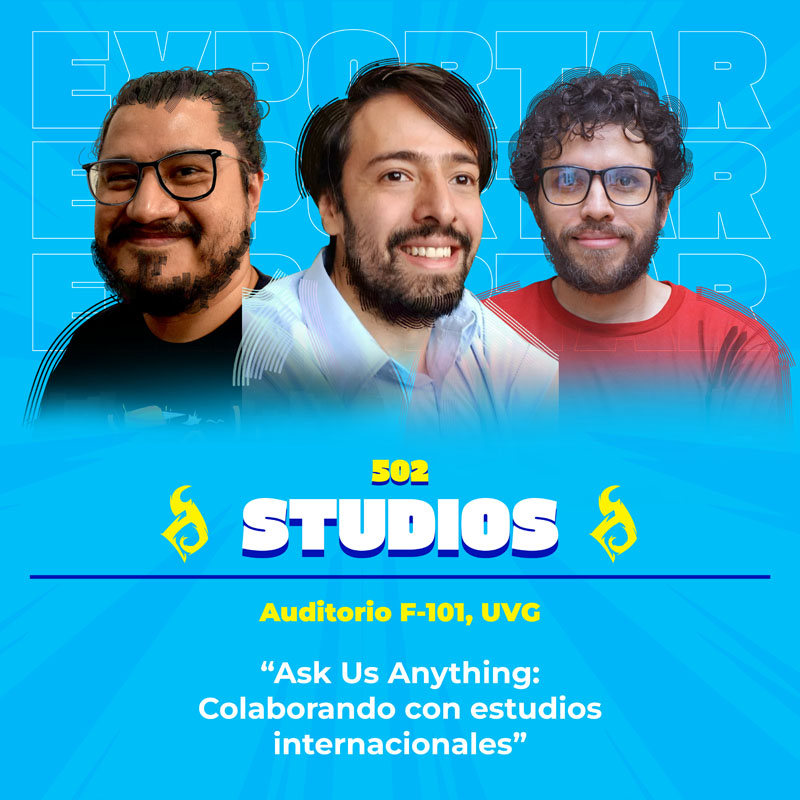 EXPORTAR
EXPORTAR
EXPORTAR
502
STUDIOS
Auditorio F-101, UVG
“Ask Us Anything:
Colaborando con estudios
internacionales”